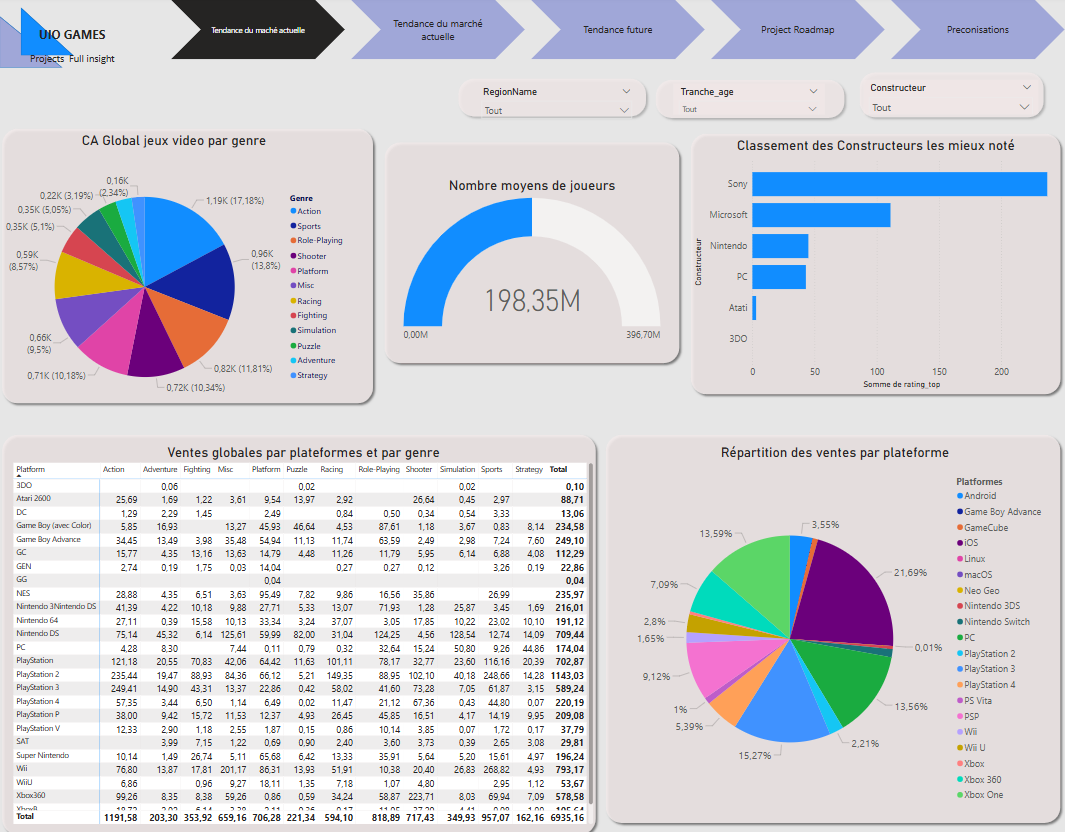 UIO GAMES
Projects Full insight
Tendance du maché actuelle
Tendance du marché
actuelle
Tendance future
Project Roadmap
Preconisations
RegionName
Tout
Tranche_age
Tout
Constructeur
Tout
CA Global jeux video par genre
0,16K
(2,34%)
0,22K (3,19%)
0,35K (5,05%)
0,35K (5,1%)
0,59K
(8,57%)
0,66K
(9,5%)
0,71K (10,18%)
0,72K (10,34%)
0,82K (11,81%)
0,96K
(13,8%)
1,19K (17,18%)
Genre
Action
Sports
Role-Playing
Shooter
Platform
Misc
Racing
Fighting
Simulation
Puzzle
Adventure
Strategy
Nombre moyens de joueurs
198,35M
0,00M
396,70M
Classement des Constructeurs les mieux noté
Constructeur
Sony
Microsoft
Nintendo
PC
Atati
3DO
0 50 100 150 200
Somme de rating_top
Ventes globales par plateformes et par genre
Platform Action Adventure Fighting Misc Platform Puzzle Racing Role-Playing Shooter Simulation Sports Strategy Total
3DO 0,06 0,02 0,02 0,10
Atari 2600 25,69 1,69 1,22 3,61 9,54 13,97 2,92 26,64 0,45 2,97 88,71
DC 1,29 2,29 1,45 2,49 0,84 0,50 0,34 0,54 3,33 13,06
Game Boy (avec Color) 5,85 16,93 13,27 45,93 46,64 4,53 87,61 1,18 3,67 0,83 8,14 234,58
Game Boy Advance 34,45 13,49 3,98 35,48 54,94 11,13 11,74 63,59 2,49 2,98 7,24 7,60 249,10
GC 15,77 4,35 13,16 13,63 14,79 4,48 11,26 11,79 5,95 6,14 6,88 4,08 112,29
GEN 2,74 0,19 1,75 0,03 14,04 0,27 0,27 0,12 3,26 0,19 22,86
GG 0,04 0,04
NES 28,88 4,35 6,51 3,63 95,49 7,82 9,86 16,56 35,86 26,99 235,97
Nintendo 3Nintendo DS 41,39 4,22 10,18 9,88 27,71 5,33 13,07 71,93 1,28 25,87 3,45 1,69 216,01
Nintendo 64 27,11 0,39 15,58 10,13 33,34 3,24 37,07 3,05 17,85 10,22 23,02 10,10 191,12
Nintendo DS 75,14 45,32 6,14 125,61 59,99 82,00 31,04 124,25 4,56 128,54 12,74 14,09 709,44
PC 4,28 8,30 7,44 0,11 0,79 0,32 32,64 15,24 50,80 9,26 44,86 174,04
PlayStation 121,18 20,55 70,83 42,06 64,42 11,63 101,11 78,17 32,77 23,60 116,16 20,39 702,87
PlayStation 2 235,44 19,47 88,93 84,36 66,12 5,21 149,35 88,95 102,10 40,18 248,66 14,28 1143,03
PlayStation 3 249,41 14,90 43,31 13,37 22,86 0,42 58,02 41,60 73,28 7,05 61,87 3,15 589,24
PlayStation 4 57,35 3,44 6,50 1,14 6,49 0,02 11,47 21,12 67,36 0,43 44,80 0,07 220,19
PlayStation P 38,00 9,42 15,72 11,53 12,37 4,93 26,45 45,85 16,51 4,17 14,19 9,95 209,08
PlayStation V 12,33 2,90 1,18 2,55 1,87 0,15 0,86 10,14 3,85 0,07 1,72 0,17 37,79
SAT 3,99 7,15 1,22 0,69 0,90 2,40 3,60 3,73 0,39 2,65 3,08 29,81
Super Nintendo 10,14 1,49 26,74 5,11 65,68 6,42 13,33 35,91 5,64 5,20 15,61 4,97 196,24
Wii 76,80 13,87 17,81 201,17 86,31 13,93 51,91 10,38 20,40 26,83 268,82 4,93 793,17
WiiU 6,86 0,96 9,27 18,11 1,35 7,18 1,07 4,80 2,95 1,12 53,67
Xbox360 99,26 8,35 8,38 59,26 0,86 0,59 34,24 58,87 223,71 8,03 69,94 7,09 578,58
Total 1191,58 203,30 353,92 659,16 706,28 221,34 594,10 818,89 717,43 349,93 957,07 162,16 6935,16
Répartition des ventes par plateforme
3,55%
21,69%
0,01%
13,56%
2,21%
15,27%
5,39%
1%
9,12%
1,65%
2,8%
7,09%
13,59%
Platformes
Android
Game Boy Advance
GameCube
iOS
Linux
macOS
Neo Geo
Nintendo 3DS
Nintendo Switch
PC
PlayStation 2
PlayStation 3
PlayStation 4
PS Vita
PSP
Wii
Wii U
Xbox
Xbox 360
Xbox One